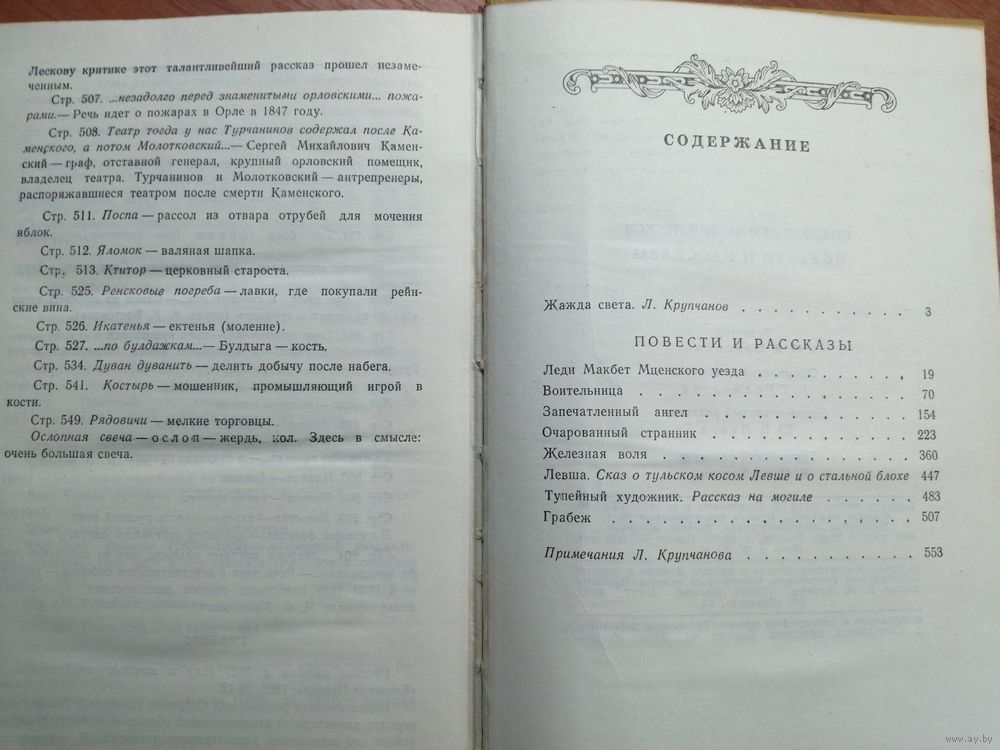 Лескову критике этот талантливейший рассказ прошел незаме-
ченным.
Стр. 507. ...незадолго перед знаменитыми орловскими... пожа-
рами.— Речь идет о пожарах в Орле в 1847 году.
Стр. 508. Театр тогда у нас Турчанинов содержал после Ка-
менского, а потом Молотковский...— Сергей Михайлович Камен-
ский — граф, отставной генерал, крупный орловский помещик,
владелец театра. Турчанинов и Молотковский — антрепренеры,
распоряжавшиеся театром после смерти Каменского.
Стр. 511. Поспа — рассол из отвара отрубей для мочения
яблок.
Стр. 512. Яломок — валяная шапка.
Стр. 513. Ктитор — церковный староста.
Стр. 525. Ренсковые погреба — лавки, где покупали рейн-
ские вина.
Стр. 526. Икатенья — ектенья (моление).
Стр. 527. ...по булдажкам...— Булдыга — кость.
Стр. 534. Дуван дуванить — делить добычу после набега.
Стр. 541. Костырь — мошенник, промышляющий игрой в
кости.
Стр. 549. Рядовичи — мелкие торговцы.
Ослопная свеча — ослоп — жердь, кол. Здесь в смысле:
очень большая свеча.
СОДЕРЖАНИЕ
Жажда света. Л. Крупчанов . . . . . . . . . . 3
ПОВЕСТИ И РАССКАЗЫ
Леди Макбет Мценского уезда . . . . . . . . . 19
Воительница . . . . . . . . . . . . . . . 70
Запечатленный ангел . . . . . . . . . . . . 154
Очарованный странник . . . . . . . . . . . . 223
Железная воля . . . . . . . . . . . . . . 360
Левша. Сказ о тульском косом Левше и о стальной блохе 447
Тупейный художник. Рассказ на могиле . . . . . . 483
Грабеж . . . . . . . . . . . . . . . . . 507
Примечания Л. Крупчанова . . . . . . . . . . 553
www.ay.by